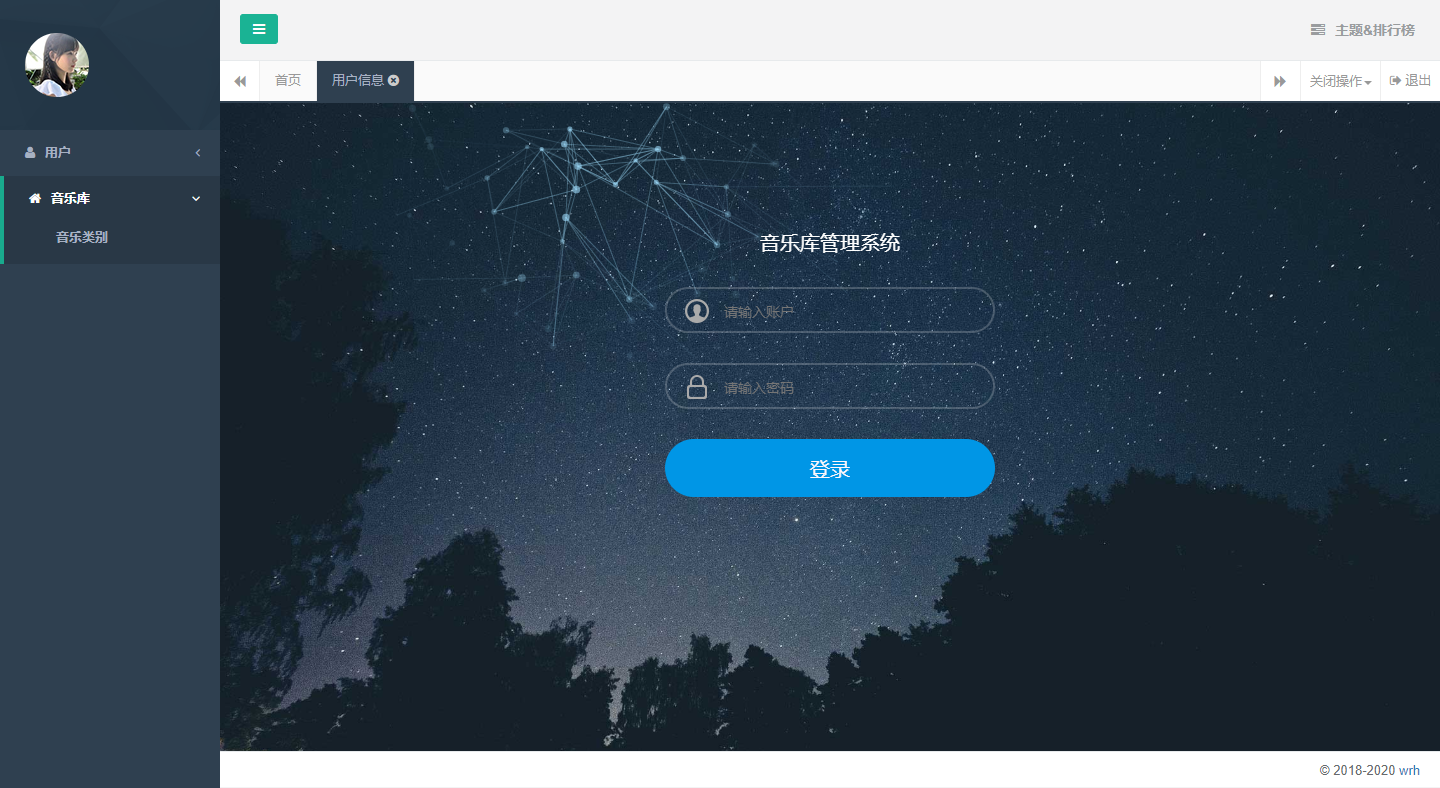 主题&排行榜
首页
用户信息
关闭操作
退出
用户
音乐库
音乐类别
音乐库管理系统
请输入账户
请输入密码
登录
© 2018-2020 wrh